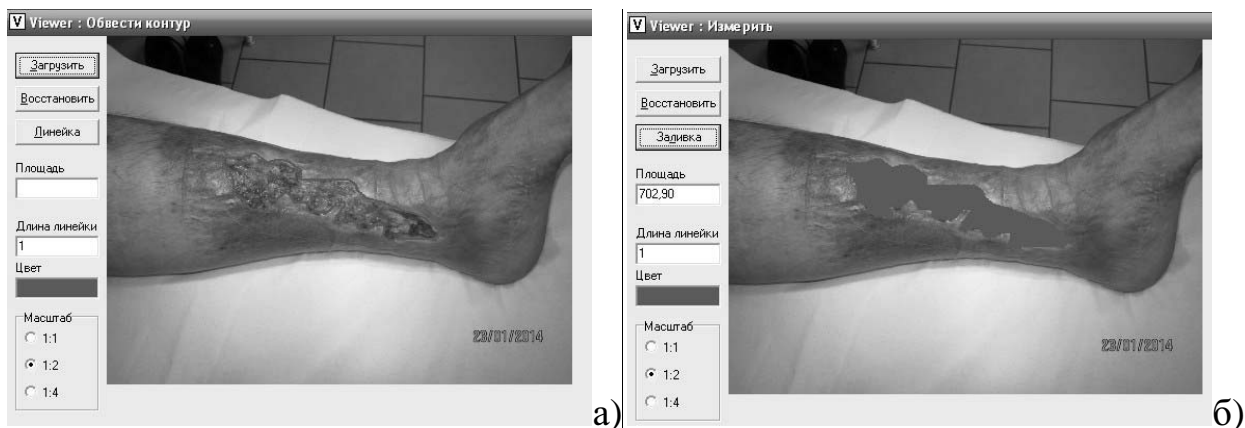 V Viewer : Обвести контур
Загрузить
Восстановить
Линейка
Площадь
Длина линейки
1
Цвет
Масштаб
1:1
1:2
1:4
23/01/2014
а)
V Viewer : Измерить
Загрузить
Восстановить
Заливка
Площадь
702,90
Длина линейки
1
Цвет
Масштаб
1:1
1:2
1:4
23/01/2014
б)